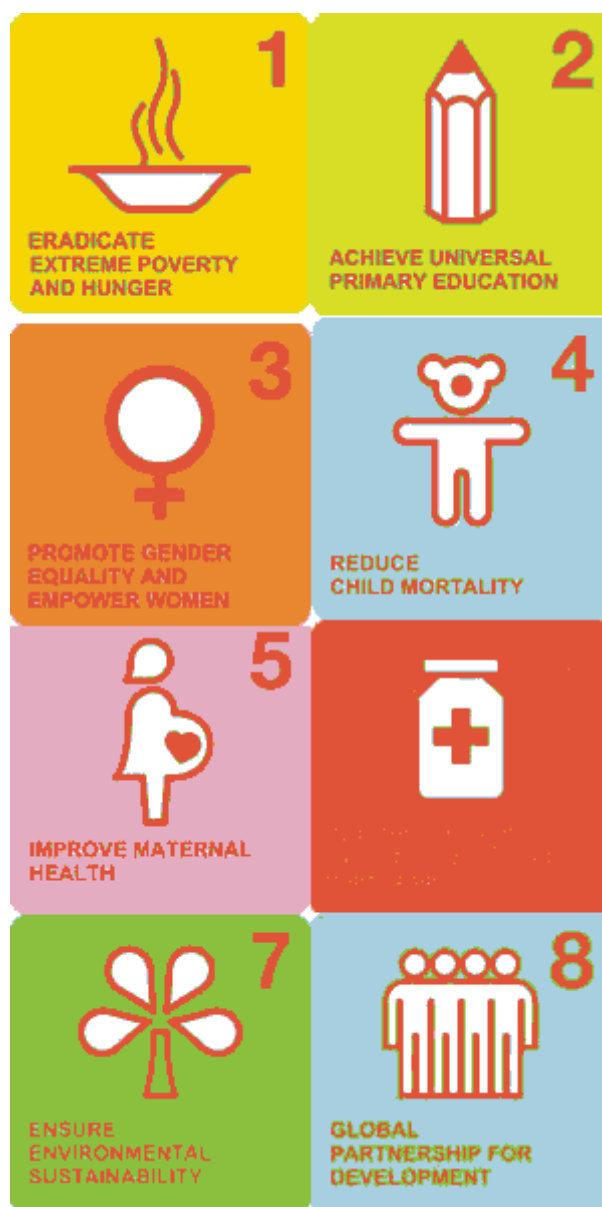 1
ERADICATE
EXTREME POVERTY
AND HUNGER
2
ACHIEVE UNIVERSAL
PRIMARY EDUCATION
3
PROMOTE GENDER
EQUALITY AND
EMPOWER WOMEN
4
REDUCE
CHILD MORTALITY
5
IMPROVE MATERNAL
HEALTH
7
ENSURE
ENVIRONMENTAL
SUSTAINABILITY
8
GLOBAL
PARTNERSHIP FOR
DEVELOPMENT